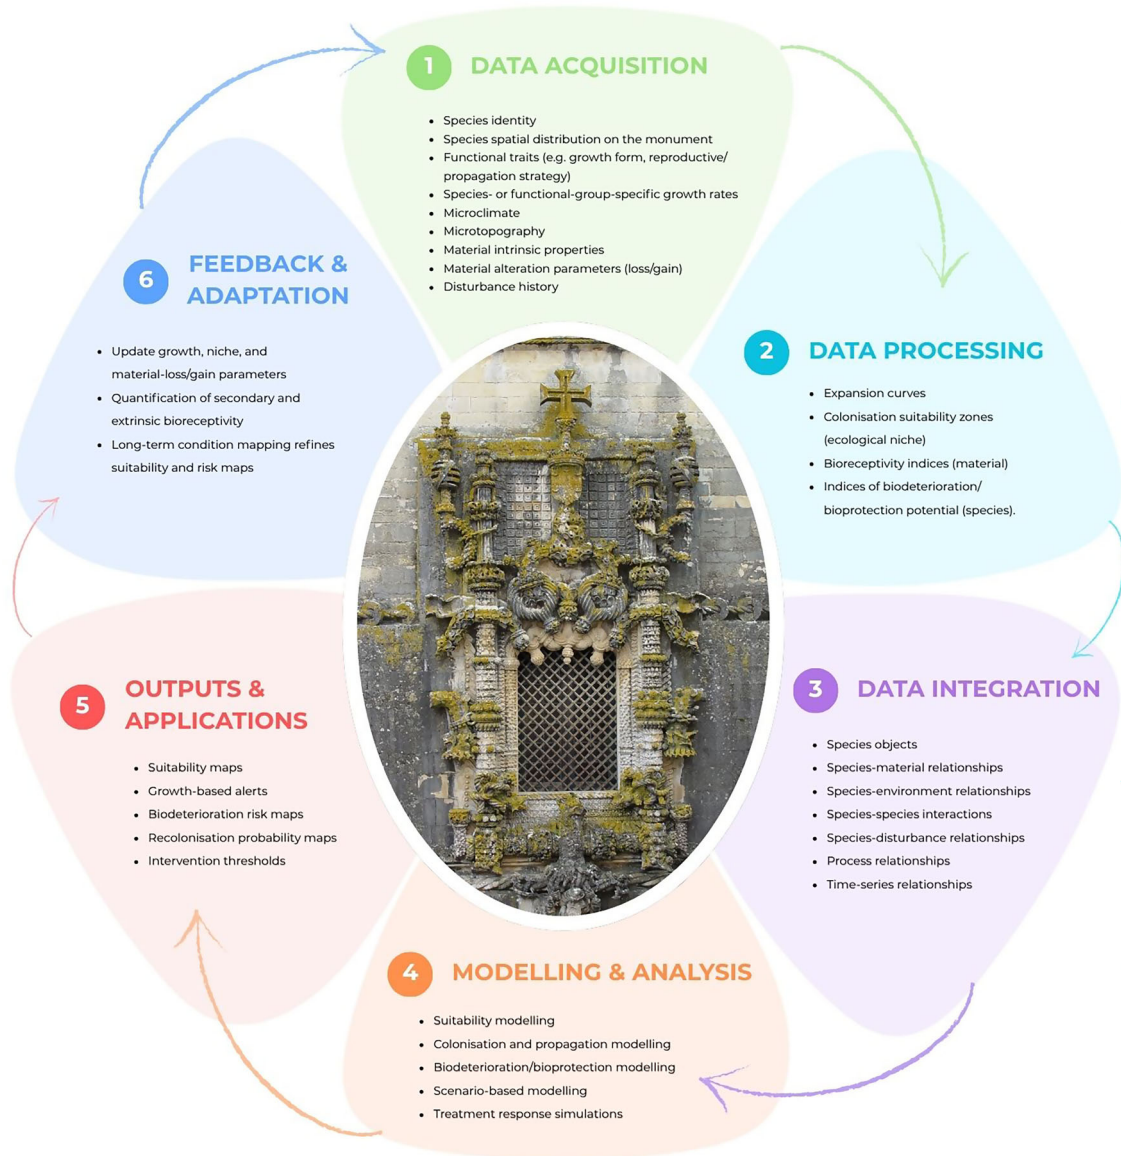 1 DATA ACQUISITION
• Species identity
• Species spatial distribution on the monument
• Functional traits (e.g. growth form, reproductive/
propagation strategy)
• Species- or functional-group-specific growth rates
• Microclimate
• Microtopography
• Material intrinsic properties
• Material alteration parameters (loss/gain)
• Disturbance history
2 DATA PROCESSING
• Expansion curves
• Colonisation suitability zones
(ecological niche)
• Bioreceptivity indices (material)
• Indices of biodeterioration/
bioprotection potential (species).
3 DATA INTEGRATION
• Species objects
• Species-material relationships
• Species-environment relationships
• Species-species interactions
• Species-disturbance relationships
• Process relationships
• Time-series relationships
4 MODELLING & ANALYSIS
• Suitability modelling
• Colonisation and propagation modelling
• Biodeterioration/bioprotection modelling
• Scenario-based modelling
• Treatment response simulations
5 OUTPUTS &
APPLICATIONS
• Suitability maps
• Growth-based alerts
• Biodeterioration risk maps
• Recolonisation probability maps
• Intervention thresholds
6 FEEDBACK &
ADAPTATION
• Update growth, niche, and
material-loss/gain parameters
• Quantification of secondary and
extrinsic bioreceptivity
• Long-term condition mapping refines
suitability and risk maps